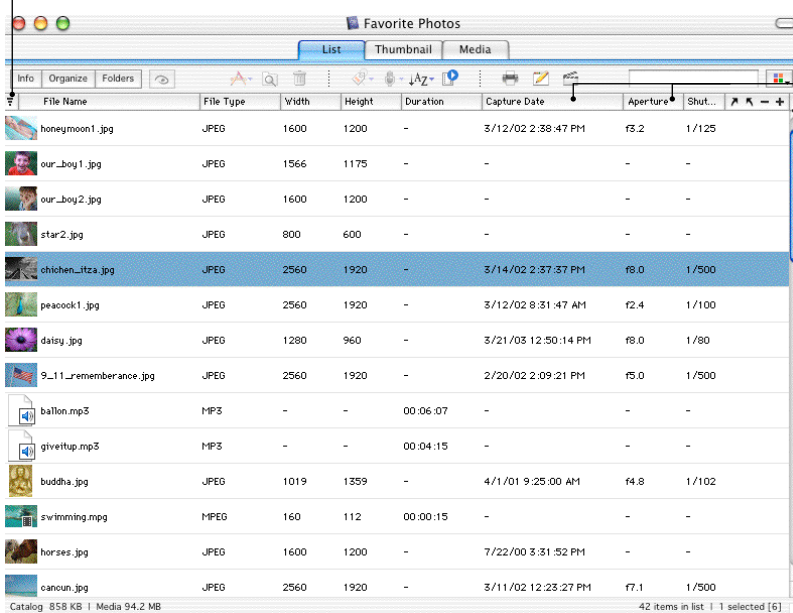 Favorite Photos
List Thumbnail Media
Info Organize Folders
File Name File Type Width Height Duration Capture Date Aperture Shut...
honeymoon1.jpg JPEG 1600 1200 - 3/12/02 2:38:47 PM f3.2 1/125
our_boy1.jpg JPEG 1566 1175 - - - -
our_boy2.jpg JPEG 1600 1200 - - - -
star2.jpg JPEG 800 600 - - - -
chichen_itza.jpg JPEG 2560 1920 - 3/14/02 2:37:37 PM f8.0 1/500
peacock1.jpg JPEG 2560 1920 - 3/12/02 8:31:47 AM f2.4 1/100
daisy.jpg JPEG 1280 960 - 3/21/03 12:50:14 PM f8.0 1/80
9_11_rememberance.jpg JPEG 2560 1920 - 2/20/02 2:09:21 PM f5.0 1/500
ballon.mp3 MP3 - - 00:06:07 - - -
giveitup.mp3 MP3 - - 00:04:15 - - -
buddha.jpg JPEG 1019 1359 - 4/1/01 9:25:00 AM f4.8 1/102
swimming.mpg MPEG 160 112 00:00:15 - - -
horses.jpg JPEG 1600 1200 - 7/22/00 3:31:52 PM - -
cancun.jpg JPEG 2560 1920 - 3/11/02 12:23:27 PM f7.1 1/500
Catalog 858 KB | Media 94.2 MB 42 items in list | 1 selected [6]